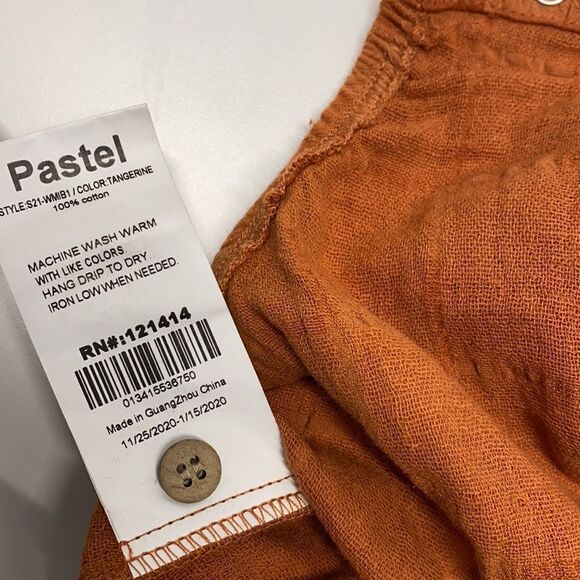 Pastel
STYLE:S21-WMIB1 / COLOR:TANGERINE
100% cotton
MACHINE WASH WARM
WITH LIKE COLORS.
HANG DRIP TO DRY.
IRON LOW WHEN NEEDED.
RN#:121414
013415536750
Made in GuangZhou China
11/25/2020-1/15/2020